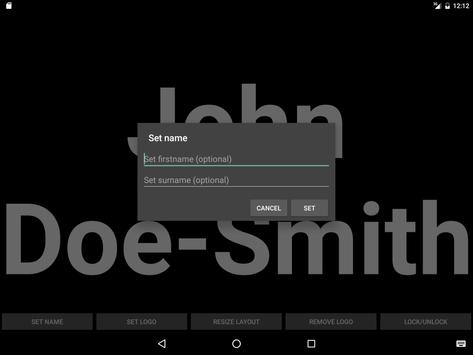 12:12
John
Set name
Set firstname (optional)
Set surname (optional)
CANCEL SET
Doe-Smith
SET NAME SET LOGO RESIZE LAYOUT REMOVE LOGO LOCK/UNLOCK